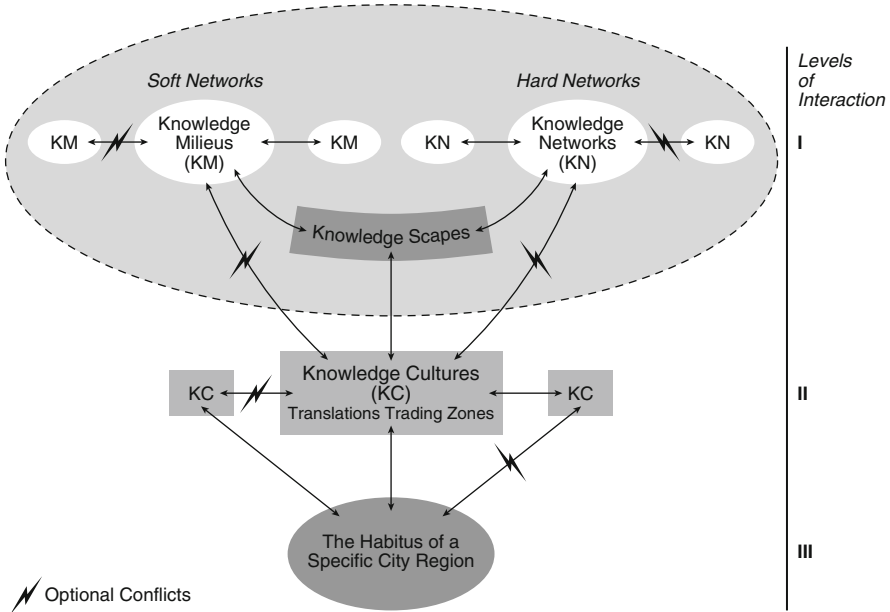 Soft Networks
Hard Networks
Levels
of
Interaction
KM
Knowledge
Milieus
(KM)
KM
KN
Knowledge
Networks
(KN)
KN
I
Knowledge Scapes
KC
Knowledge Cultures
(KC)
Translations Trading Zones
KC
II
The Habitus of a
Specific City Region
III
Optional Conflicts